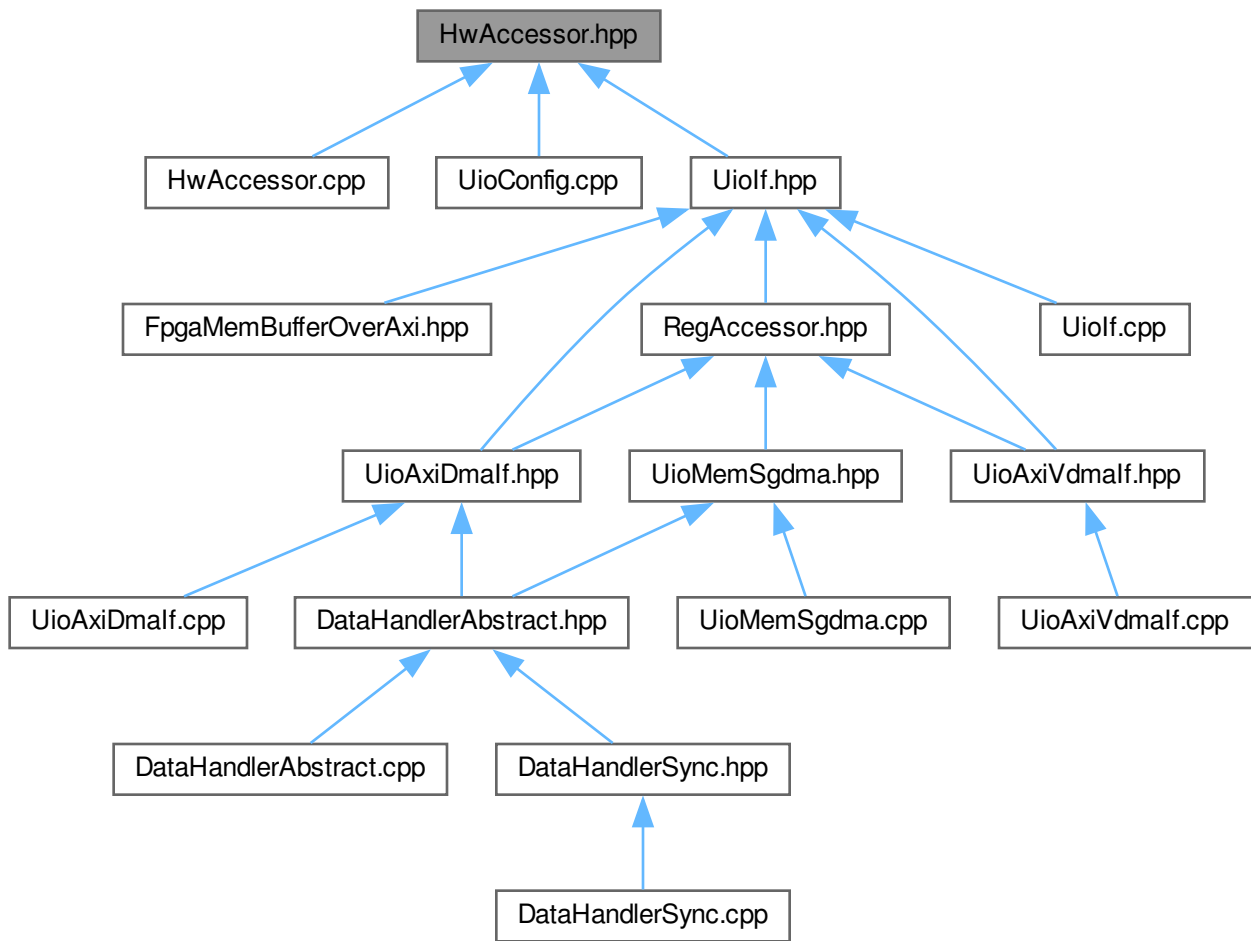 HwAccessor.hpp
HwAccessor.cpp
UioConfig.cpp
UioIf.hpp
FpgaMemBufferOverAxi.hpp
RegAccessor.hpp
UioIf.cpp
UioAxiDmaIf.hpp
UioMemSgdma.hpp
UioAxiVdmaIf.hpp
UioAxiDmaIf.cpp
DataHandlerAbstract.hpp
UioMemSgdma.cpp
UioAxiVdmaIf.cpp
DataHandlerAbstract.cpp
DataHandlerSync.hpp
DataHandlerSync.cpp